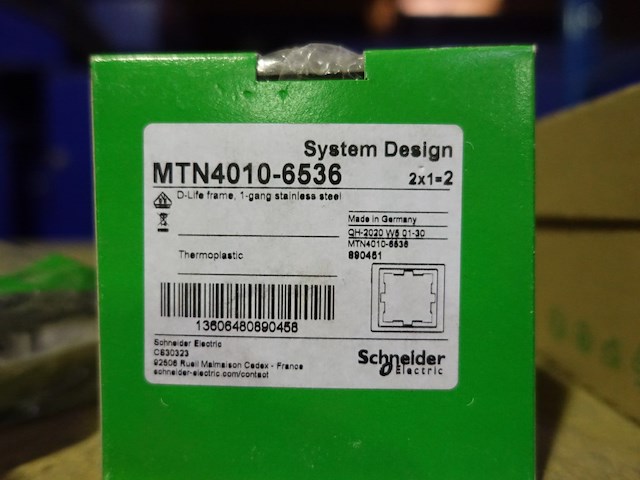 System Design
MTN4010-6536
2x1=2
D-Life frame, 1-gang stainless steel
Made in Germany
QH-2020 W5 01-30
MTN4010-6536
890451
Thermoplastic
13606480890458
Schneider Electric
CS30323
92506 Rueil Malmaison Cedex - France
schneider-electric.com/contact
Schneider
Electric